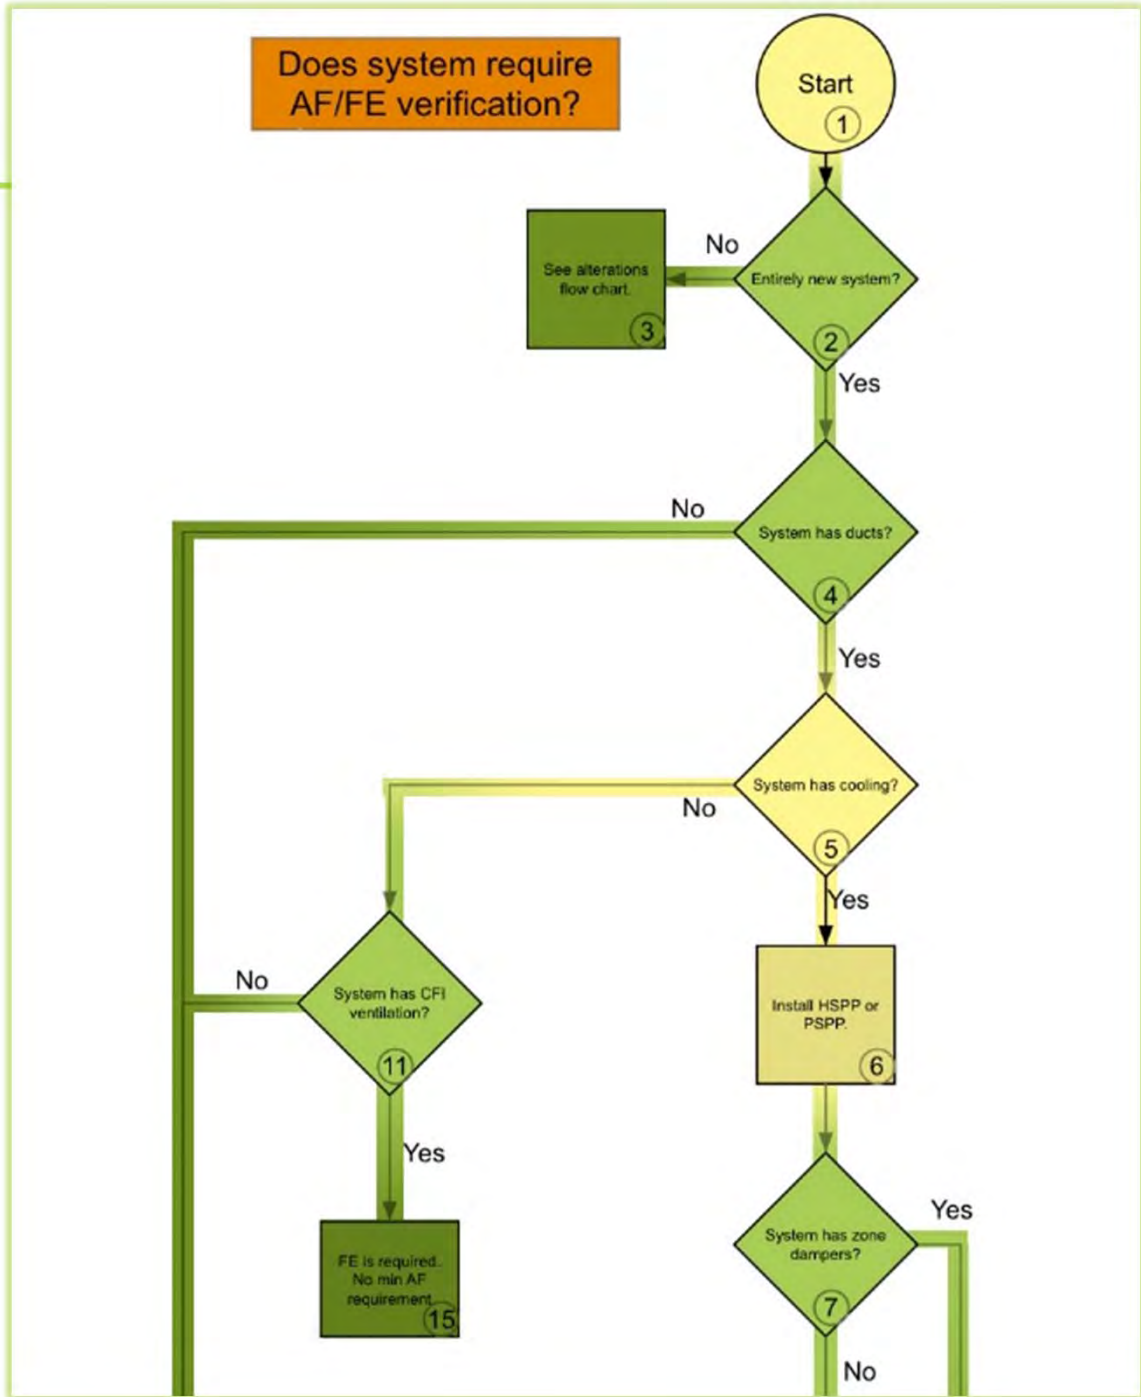 Does system require
AF/FE verification?
Start
1
No
See alterations
flow chart.
3
Entirely new system?
2
Yes
No
System has ducts?
4
Yes
System has cooling?
No
5
Yes
No
System has CFI
ventilation?
11
Install HSPP or
PSPP.
6
Yes
Yes
System has zone
dampers?
7
FE is required.
No min AF
requirement.
15
No